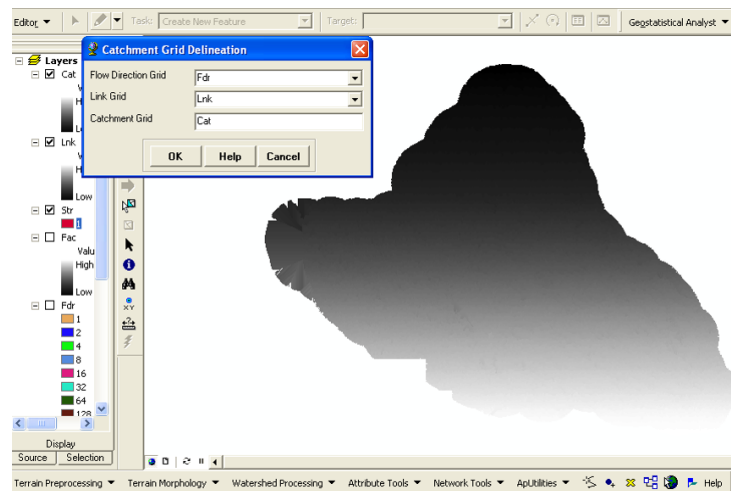 Editor Task: Create New Feature Target: Geostatistical Analyst
Catchment Grid Delineation
Layers
Cat
Flow Direction Grid Fdr
Link Grid Lnk
Catchment Grid Cat
OK Help Cancel
Lnk
Low
Str
1
Fac
Valu
High
Low
Fdr
1
2
4
8
16
32
64
128
Display
Source Selection
Terrain Preprocessing Terrain Morphology Watershed Processing Attribute Tools Network Tools ApUtilities Help